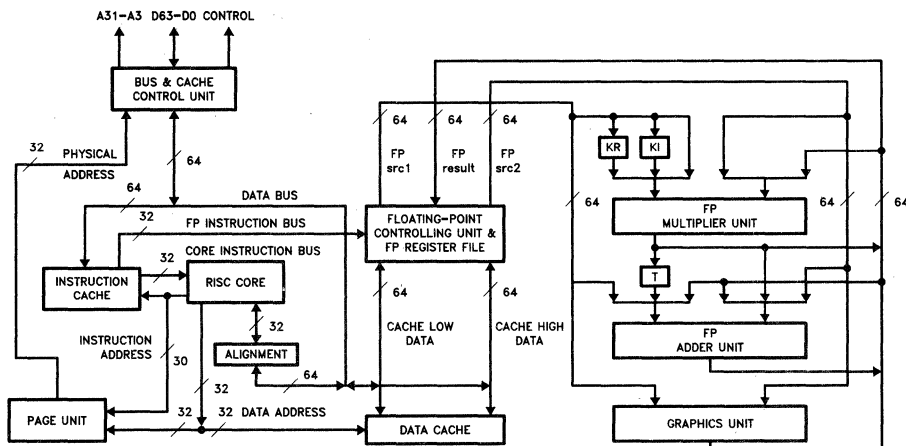 A31-A3 D63-D0 CONTROL
BUS & CACHE
CONTROL UNIT
32
PHYSICAL
ADDRESS
64
64
DATA BUS
32
FP INSTRUCTION BUS
CORE INSTRUCTION BUS
INSTRUCTION
CACHE
32
RISC CORE
INSTRUCTION
ADDRESS
30
32
ALIGNMENT
64
32
PAGE UNIT
32
32
DATA ADDRESS
DATA CACHE
64
64
64
FP
src1
FP
result
FP
src2
FLOATING-POINT
CONTROLLING UNIT &
FP REGISTER FILE
64
64
CACHE LOW
DATA
CACHE HIGH
DATA
KR
KI
64
FP
MULTIPLIER UNIT
64
64
T
FP
ADDER UNIT
GRAPHICS UNIT